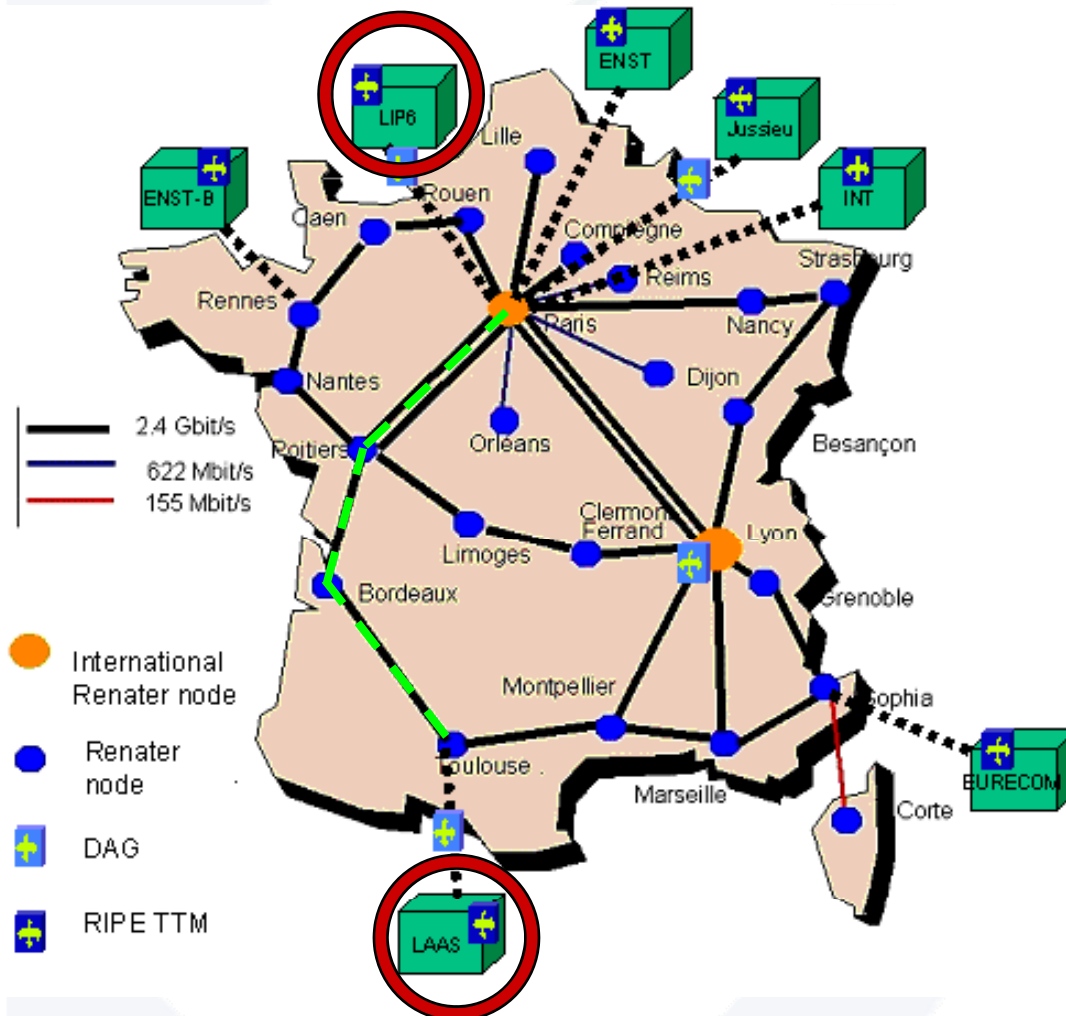 ENST
LIP6
Jussieu
Lille
ENST-B
INT
Rouen
Caen
Compiegne
Strasbourg
Reims
Rennes
Paris
Nancy
Nantes
Dijon
2.4 Gbit/s
Orléans
Besançon
Poitiers
622 Mbit/s
155 Mbit/s
Clermont
Ferrand
Lyon
Limoges
Bordeaux
Grenoble
International
Renater node
Montpellier
Sophia
Renater
node
Toulouse
Marseille
EURECOM
Corte
DAG
RIPE TTM
LAAS